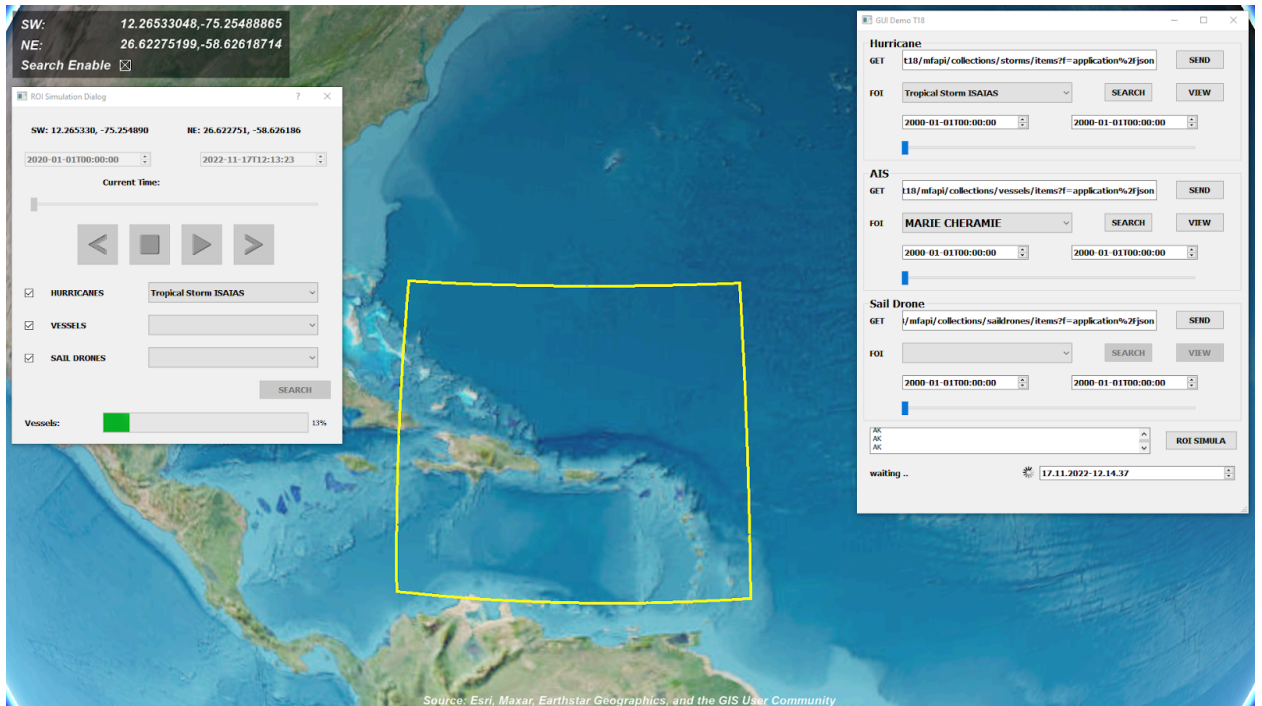 SW: 12.26533048,-75.25488865
NE: 26.62275199,-58.62618714
Search Enable
ROI Simulation Dialog
SW: 12.265330, -75.254890 NE: 26.622751, -58.626186
2020-01-01T00:00:00 2022-11-17T12:13:23
Current Time:
HURRICANES Tropical Storm ISAIAS
VESSELS
SAIL DRONES
SEARCH
Vessels: 13%
GUI Demo T18
Hurricane
GET t18/mfapi/collections/storms/items?f=application%2fjson SEND
FOI Tropical Storm ISAIAS SEARCH VIEW
2000-01-01T00:00:00 2000-01-01T00:00:00
AIS
GET t18/mfapi/collections/vessels/items?f=application%2fjson SEND
FOI MARIE CHERAMIE SEARCH VIEW
2000-01-01T00:00:00 2000-01-01T00:00:00
Sail Drone
GET /mfapi/collections/saildrones/items?f=application%2fjson SEND
FOI SEARCH VIEW
2000-01-01T00:00:00 2000-01-01T00:00:00
AK
AK
AK
ROI SIMULA
waiting .. 17.11.2022-12.14.37
Source: Esri, Maxar, Earthstar Geographics, and the GIS User Community